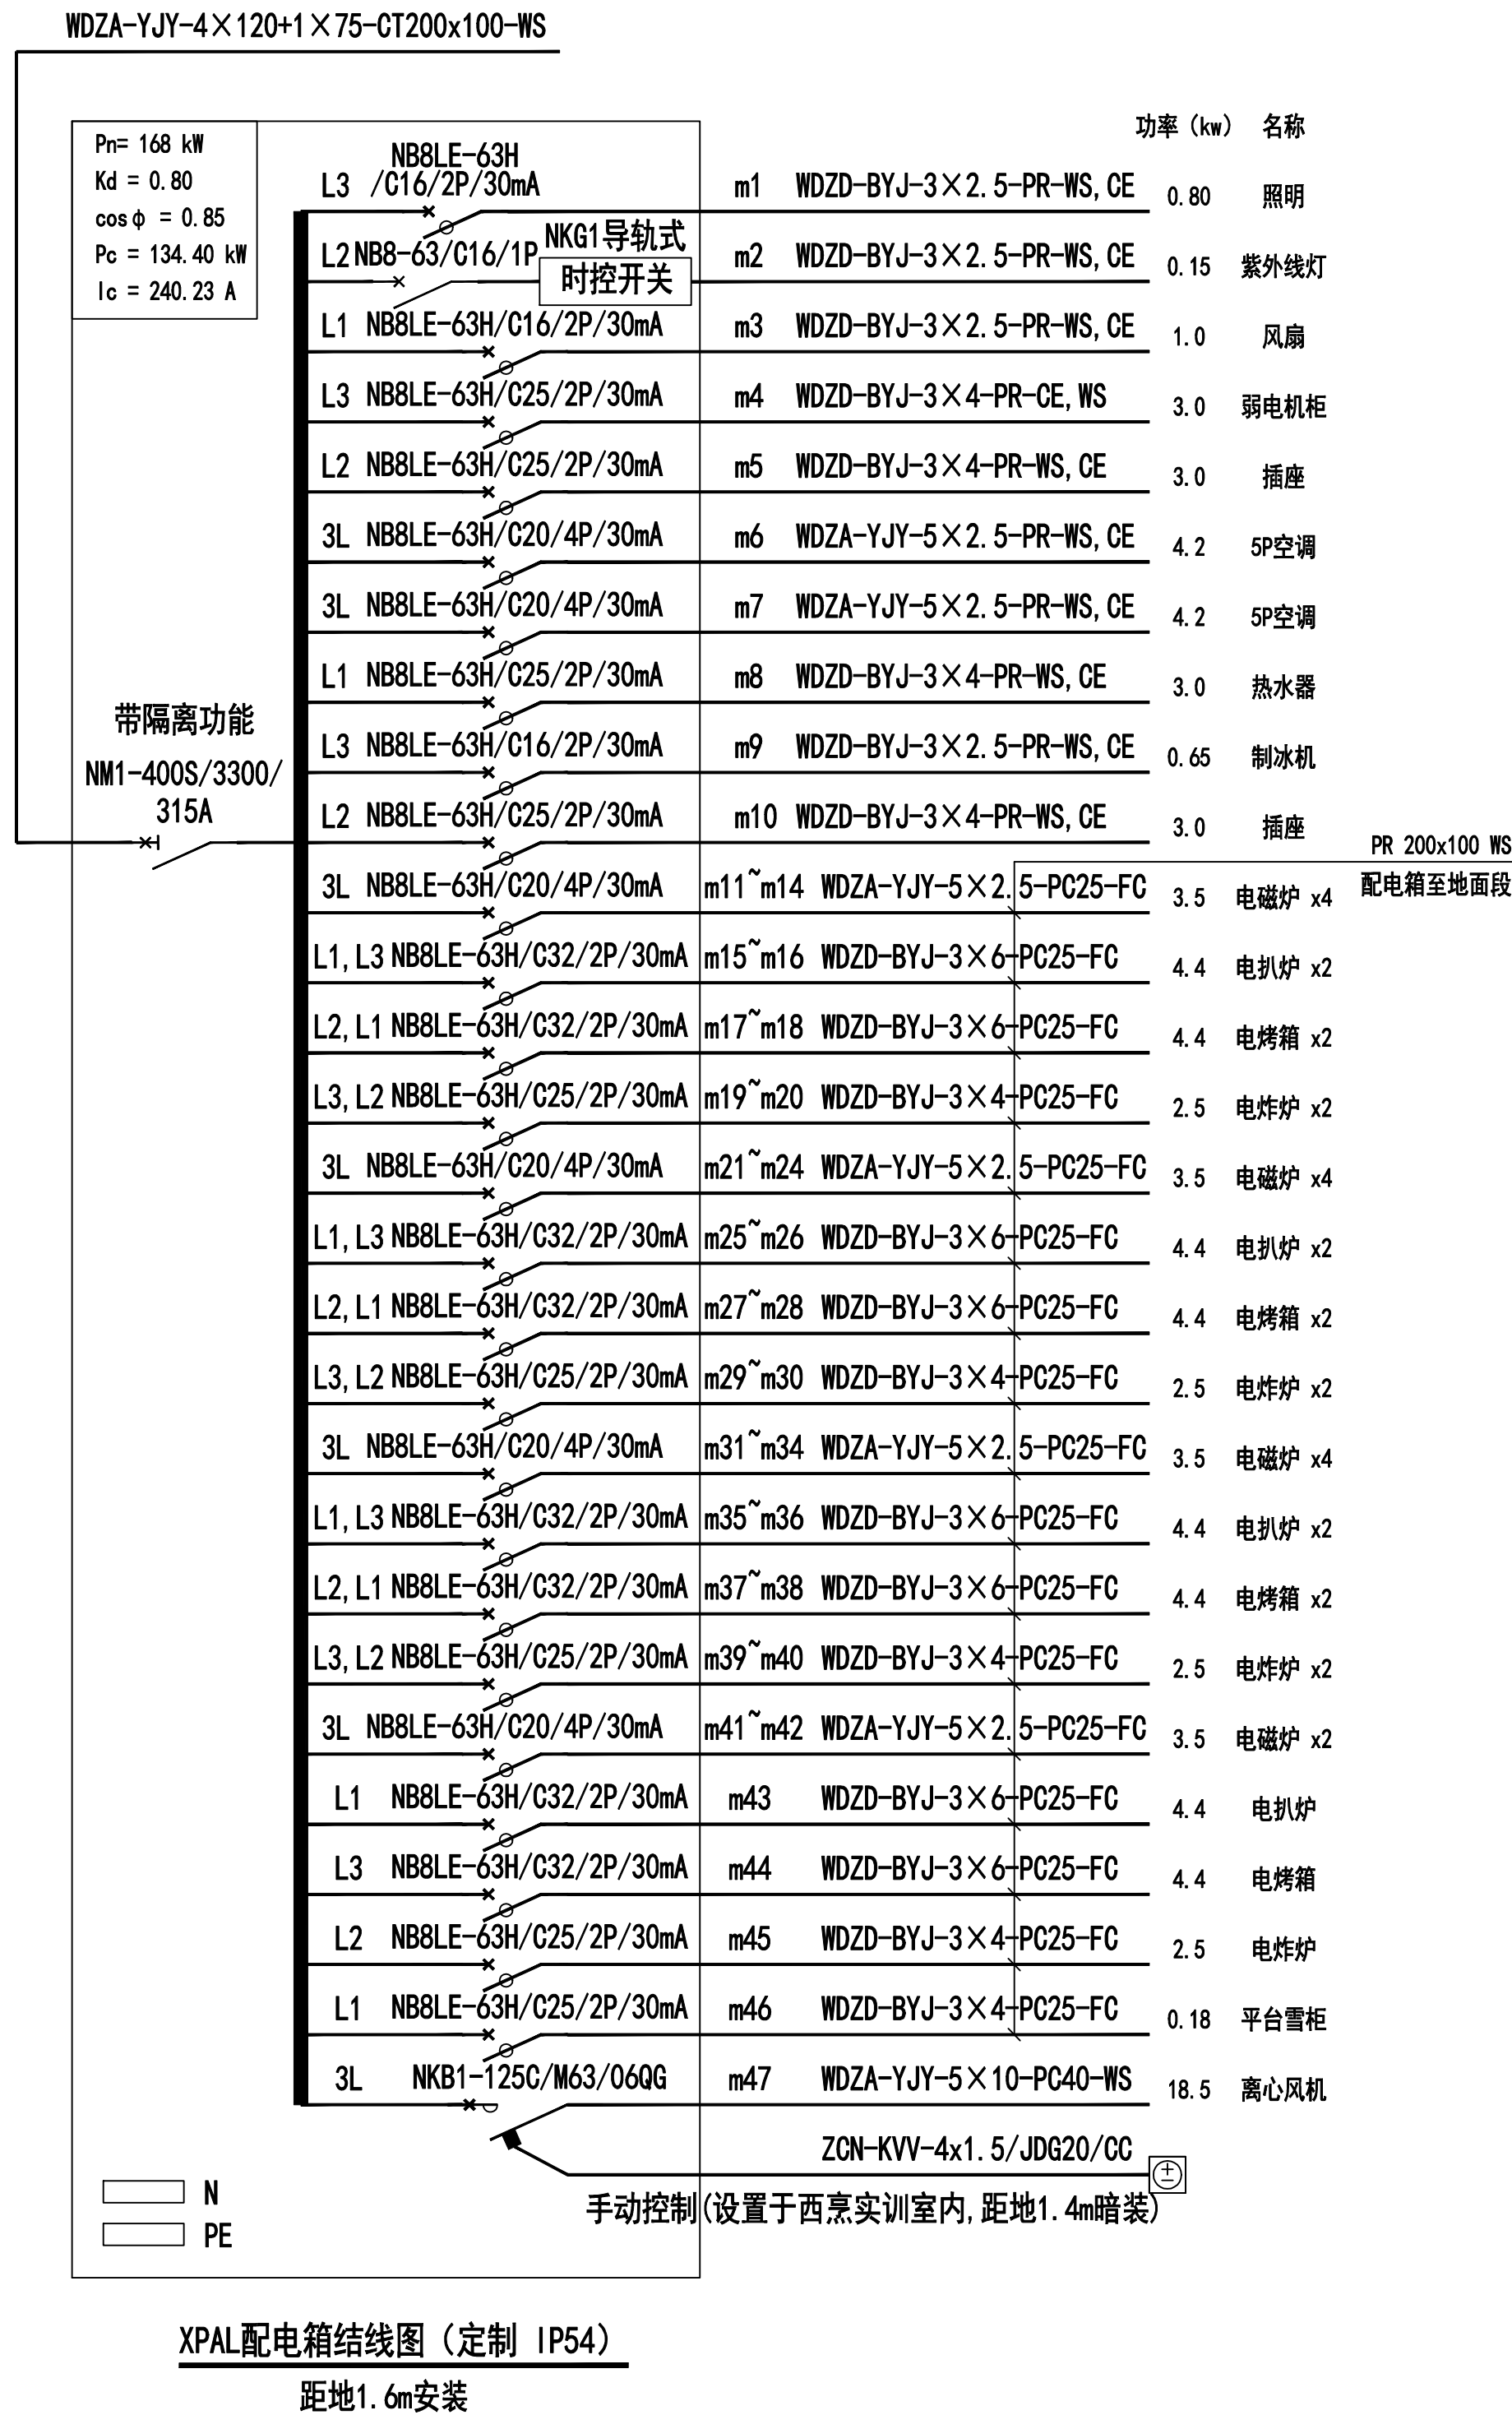 WDZA-YJY-4×120+1×75-CT200x100-WS
Pn= 168 kW
Kd = 0.80
cosφ = 0.85
Pc = 134.40 kW
Ic = 240.23 A
功率（kw） 名称
NB8LE-63H
L3 /C16/2P/30mA m1 WDZD-BYJ-3×2.5-PR-WS,CE 0.80 照明
NKG1导轨式
L2 NB8-63/C16/1P 时控开关 m2 WDZD-BYJ-3×2.5-PR-WS,CE 0.15 紫外线灯
L1 NB8LE-63H/C16/2P/30mA m3 WDZD-BYJ-3×2.5-PR-WS,CE 1.0 风扇
L3 NB8LE-63H/C25/2P/30mA m4 WDZD-BYJ-3×4-PR-CE,WS 3.0 弱电机柜
L2 NB8LE-63H/C25/2P/30mA m5 WDZD-BYJ-3×4-PR-WS,CE 3.0 插座
3L NB8LE-63H/C20/4P/30mA m6 WDZA-YJY-5×2.5-PR-WS,CE 4.2 5P空调
3L NB8LE-63H/C20/4P/30mA m7 WDZA-YJY-5×2.5-PR-WS,CE 4.2 5P空调
L1 NB8LE-63H/C25/2P/30mA m8 WDZD-BYJ-3×4-PR-WS,CE 3.0 热水器
带隔离功能
NM1-400S/3300/
315A
L3 NB8LE-63H/C16/2P/30mA m9 WDZD-BYJ-3×2.5-PR-WS,CE 0.65 制冰机
L2 NB8LE-63H/C25/2P/30mA m10 WDZD-BYJ-3×4-PR-WS,CE 3.0 插座
PR 200x100 WS
配电箱至地面段
3L NB8LE-63H/C20/4P/30mA m11~m14 WDZA-YJY-5×2.5-PC25-FC 3.5 电磁炉 x4
L1,L3 NB8LE-63H/C32/2P/30mA m15~m16 WDZD-BYJ-3×6-PC25-FC 4.4 电扒炉 x2
L2,L1 NB8LE-63H/C32/2P/30mA m17~m18 WDZD-BYJ-3×6-PC25-FC 4.4 电烤箱 x2
L3,L2 NB8LE-63H/C25/2P/30mA m19~m20 WDZD-BYJ-3×4-PC25-FC 2.5 电炸炉 x2
3L NB8LE-63H/C20/4P/30mA m21~m24 WDZA-YJY-5×2.5-PC25-FC 3.5 电磁炉 x4
L1,L3 NB8LE-63H/C32/2P/30mA m25~m26 WDZD-BYJ-3×6-PC25-FC 4.4 电扒炉 x2
L2,L1 NB8LE-63H/C32/2P/30mA m27~m28 WDZD-BYJ-3×6-PC25-FC 4.4 电烤箱 x2
L3,L2 NB8LE-63H/C25/2P/30mA m29~m30 WDZD-BYJ-3×4-PC25-FC 2.5 电炸炉 x2
3L NB8LE-63H/C20/4P/30mA m31~m34 WDZA-YJY-5×2.5-PC25-FC 3.5 电磁炉 x4
L1,L3 NB8LE-63H/C32/2P/30mA m35~m36 WDZD-BYJ-3×6-PC25-FC 4.4 电扒炉 x2
L2,L1 NB8LE-63H/C32/2P/30mA m37~m38 WDZD-BYJ-3×6-PC25-FC 4.4 电烤箱 x2
L3,L2 NB8LE-63H/C25/2P/30mA m39~m40 WDZD-BYJ-3×4-PC25-FC 2.5 电炸炉 x2
3L NB8LE-63H/C20/4P/30mA m41~m42 WDZA-YJY-5×2.5-PC25-FC 3.5 电磁炉 x2
L1 NB8LE-63H/C32/2P/30mA m43 WDZD-BYJ-3×6-PC25-FC 4.4 电扒炉
L3 NB8LE-63H/C32/2P/30mA m44 WDZD-BYJ-3×6-PC25-FC 4.4 电烤箱
L2 NB8LE-63H/C25/2P/30mA m45 WDZD-BYJ-3×4-PC25-FC 2.5 电炸炉
L1 NB8LE-63H/C25/2P/30mA m46 WDZD-BYJ-3×4-PC25-FC 0.18 平台雪柜
3L NKB1-125C/M63/06QG m47 WDZA-YJY-5×10-PC40-WS 18.5 离心风机
ZCN-KVV-4x1.5/JDG20/CC
手动控制(设置于西烹实训室内,距地1.4m暗装)
N
PE
XPAL配电箱结线图（定制 IP54）
距地1.6m安装